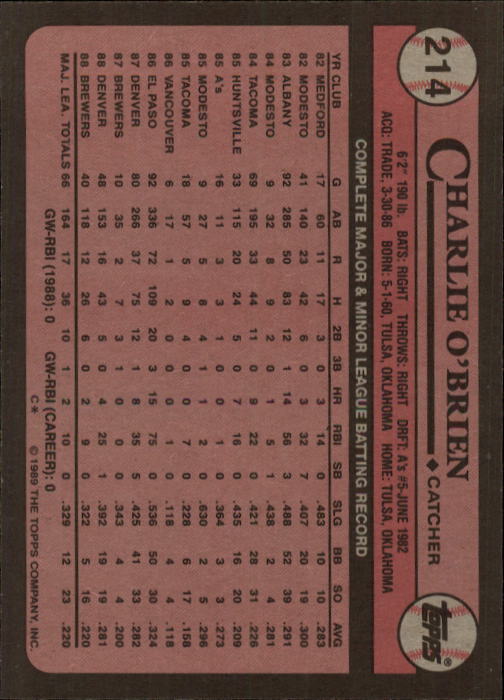 214
CHARLIE O'BRIEN ♦ CATCHER
topps®
6'2" 190 lb. BATS: RIGHT THROWS: RIGHT DRFT: A's #5-JUNE 1982
ACQ: TRADE, 3-30-86 BORN: 5-1-60, TULSA, OKLAHOMA HOME: TULSA, OKLAHOMA
COMPLETE MAJOR & MINOR LEAGUE BATTING RECORD
YR CLUB G AB R H 2B 3B HR RBI SB SLG BB SO AVG
82 MEDFORD 17 60 11 17 3 0 3 14 0 .483 10 10 .283
82 MODESTO 41 140 23 42 6 0 3 32 7 .407 20 19 .300
83 ALBANY 92 285 50 83 12 1 14 56 3 .488 52 39 .291
84 MODESTO 9 32 8 9 2 0 1 5 1 .438 2 4 .281
84 TACOMA 69 195 33 44 11 0 9 22 0 .421 28 31 .226
85 HUNTSVILLE 33 115 20 24 5 0 7 16 0 .435 16 20 .209
85 A's 16 11 3 3 1 0 0 1 0 .364 3 3 .273
85 MODESTO 9 27 5 8 4 1 1 2 0 .630 2 5 .296
85 TACOMA 18 57 5 9 4 0 0 7 0 .228 6 17 .158
86 VANCOUVER 6 17 1 2 0 0 0 1 0 .118 4 4 .118
86 EL PASO 92 336 72 109 20 3 15 75 0 .536 50 30 .324
87 DENVER 80 266 37 75 12 1 8 35 5 .425 41 33 .282
87 BREWERS 10 35 2 7 3 1 0 0 0 .343 4 4 .200
88 DENVER 48 153 16 43 5 0 4 25 1 .392 19 19 .281
88 BREWERS 40 118 12 26 6 0 2 9 0 .322 5 16 .220
MAJ. LEA. TOTALS 66 164 17 36 10 1 2 10 0 .329 12 23 .220
GW-RBI (1988): 0 GW-RBI (CAREER): 0
C* © 1989 THE TOPPS COMPANY, INC.